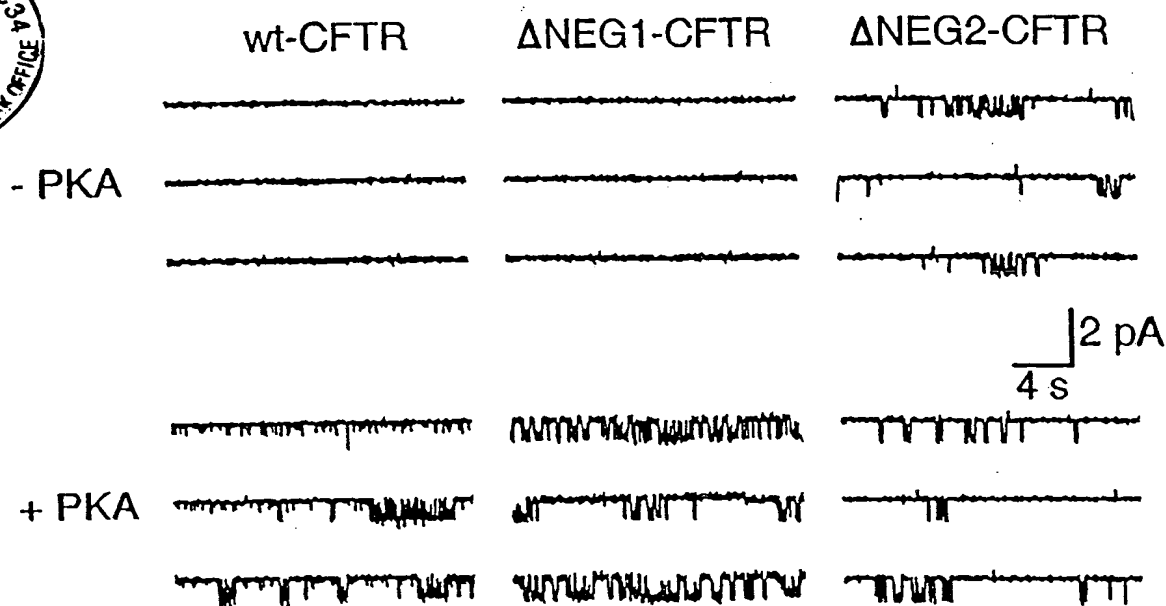 wt-CFTR ΔNEG1-CFTR ΔNEG2-CFTR
- PKA
2 pA
4 s
+ PKA